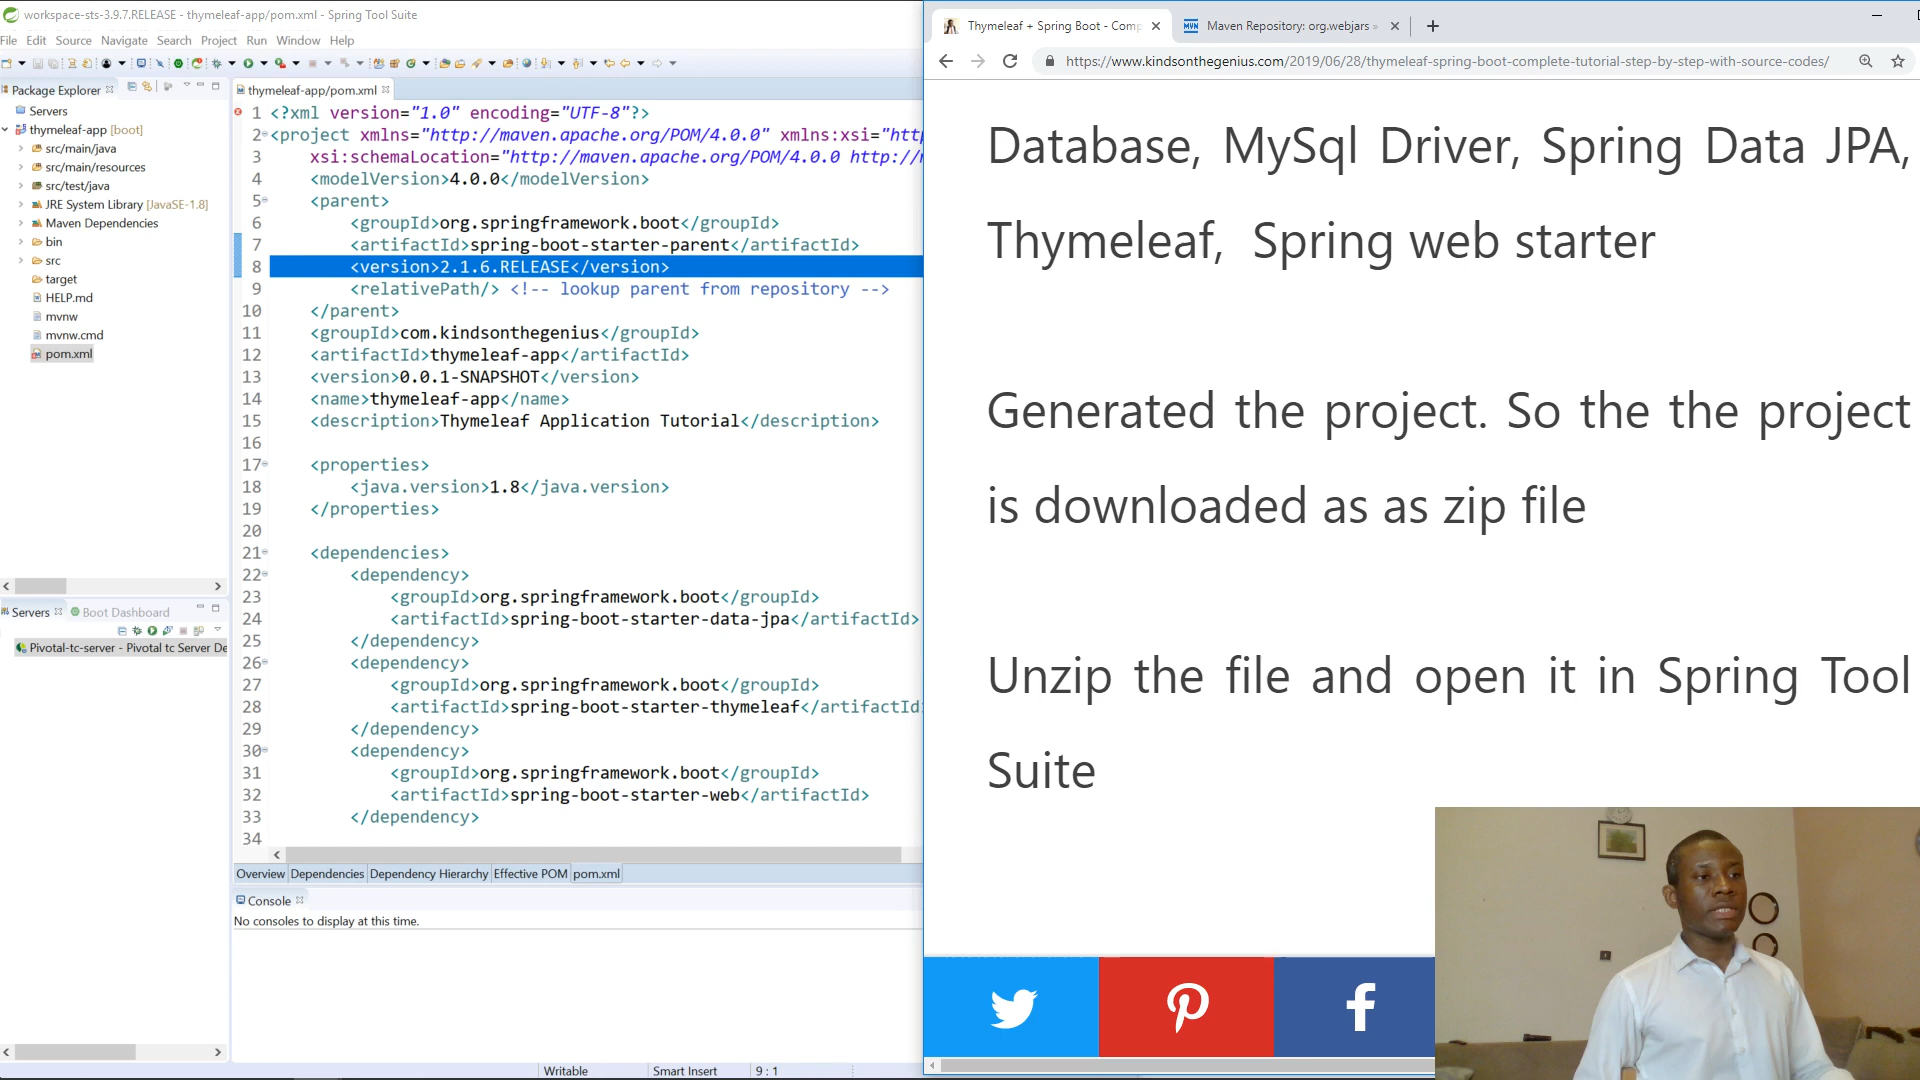 workspace-sts-3.9.7.RELEASE - thymeleaf-app/pom.xml - Spring Tool Suite
File Edit Source Navigate Search Project Run Window Help
Package Explorer
Servers
thymeleaf-app [boot]
src/main/java
src/main/resources
src/test/java
JRE System Library [JavaSE-1.8]
Maven Dependencies
bin
src
target
HELP.md
mvnw
mvnw.cmd
pom.xml
Servers Boot Dashboard
Pivotal-tc-server - Pivotal tc Server De
thymeleaf-app/pom.xml
1 <?xml version="1.0" encoding="UTF-8"?>
2 <project xmlns="http://maven.apache.org/POM/4.0.0" xmlns:xsi="htt
3 xsi:schemaLocation="http://maven.apache.org/POM/4.0.0 http://
4 <modelVersion>4.0.0</modelVersion>
5 <parent>
6 <groupId>org.springframework.boot</groupId>
7 <artifactId>spring-boot-starter-parent</artifactId>
8 <version>2.1.6.RELEASE</version>
9 <relativePath/> <!-- lookup parent from repository -->
10 </parent>
11 <groupId>com.kindsonthegenius</groupId>
12 <artifactId>thymeleaf-app</artifactId>
13 <version>0.0.1-SNAPSHOT</version>
14 <name>thymeleaf-app</name>
15 <description>Thymeleaf Application Tutorial</description>
16
17 <properties>
18 <java.version>1.8</java.version>
19 </properties>
20
21 <dependencies>
22 <dependency>
23 <groupId>org.springframework.boot</groupId>
24 <artifactId>spring-boot-starter-data-jpa</artifactId>
25 </dependency>
26 <dependency>
27 <groupId>org.springframework.boot</groupId>
28 <artifactId>spring-boot-starter-thymeleaf</artifactId
29 </dependency>
30 <dependency>
31 <groupId>org.springframework.boot</groupId>
32 <artifactId>spring-boot-starter-web</artifactId>
33 </dependency>
34
Overview Dependencies Dependency Hierarchy Effective POM pom.xml
Console
No consoles to display at this time.
Writable Smart Insert 9 : 1
Thymeleaf + Spring Boot - Comp
Maven Repository: org.webjars »
https://www.kindsonthegenius.com/2019/06/28/thymeleaf-spring-boot-complete-tutorial-step-by-step-with-source-codes/
Database, MySql Driver, Spring Data JPA,
Thymeleaf, Spring web starter
Generated the project. So the the project
is downloaded as as zip file
Unzip the file and open it in Spring Tool
Suite